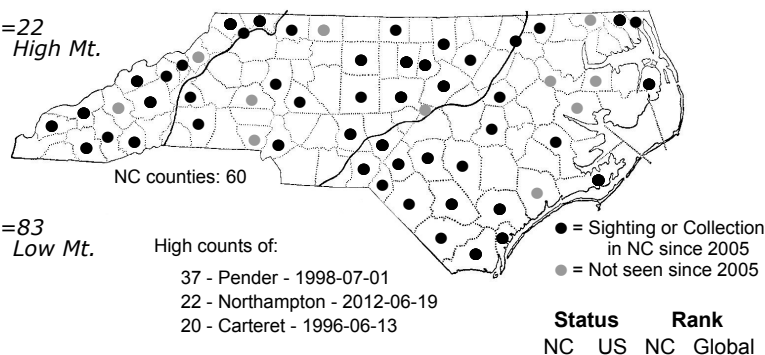 =22
High Mt.
NC counties: 60
=83
Low Mt.
High counts of:
37 - Pender - 1998-07-01
22 - Northampton - 2012-06-19
20 - Carteret - 1996-06-13
● = Sighting or Collection
in NC since 2005
● = Not seen since 2005
Status Rank
NC US NC Global